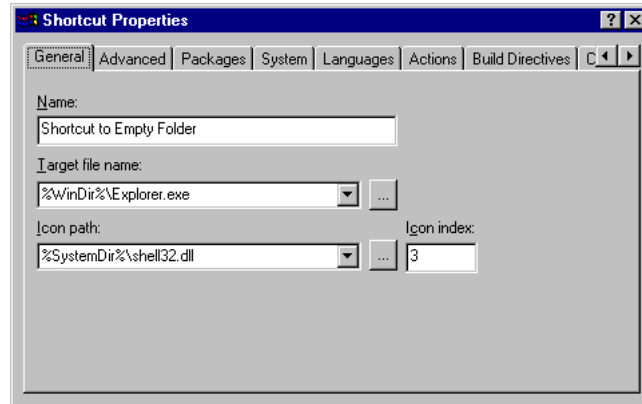 Shortcut Properties
General Advanced Packages System Languages Actions Build Directives
Name:
Shortcut to Empty Folder
Target file name:
%WinDir%\Explorer.exe ...
Icon path: Icon index:
%SystemDir%\shell32.dll ... 3